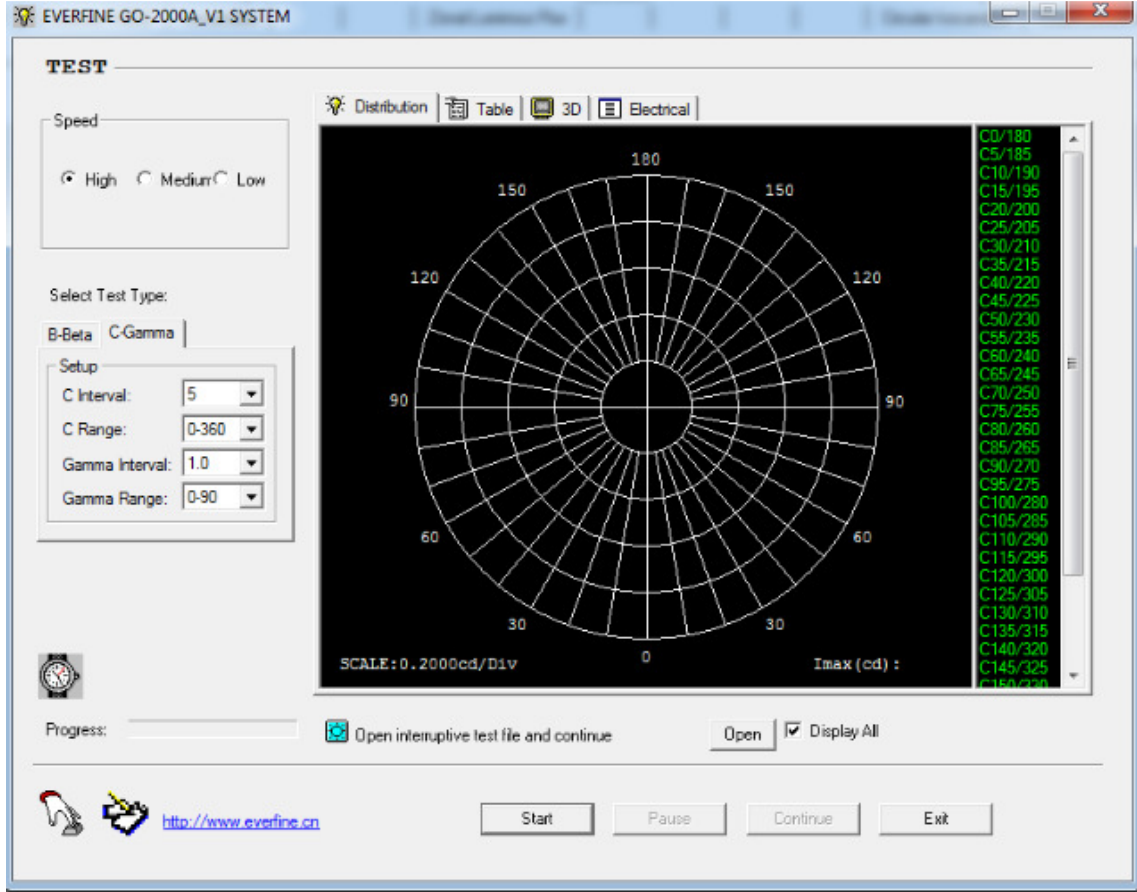 EVERFINE GO-2000A_V1 SYSTEM
TEST
Speed
High Medium Low
Select Test Type:
B-Beta C-Gamma
Setup
C Interval: 5
C Range: 0-360
Gamma Interval: 1.0
Gamma Range: 0-90
Distribution Table 3D Electrical
180
150 150
120 120
90 90
60 60
30 30
0
SCALE:0.2000cd/Div Imax(cd):
C0/180
C5/185
C10/190
C15/195
C20/200
C25/205
C30/210
C35/215
C40/220
C45/225
C50/230
C55/235
C60/240
C65/245
C70/250
C75/255
C80/260
C85/265
C90/270
C95/275
C100/280
C105/285
C110/290
C115/295
C120/300
C125/305
C130/310
C135/315
C140/320
C145/325
C150/330
Progress:
Open interruptive test file and continue Open Display All
http://www.everfine.cn
Start Pause Continue Exit